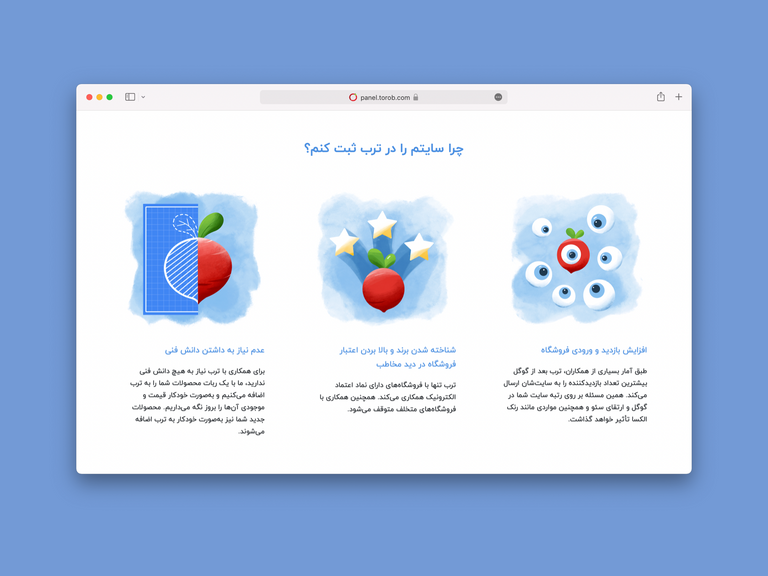 panel.torob.com
چرا سایتم را در ترب ثبت کنم؟
افزایش بازدید و ورودی فروشگاه
طبق آمار بسیاری از همکاران، ترب بعد از گوگل
بیشترین تعداد بازدیدکننده را به سایت‌شان ارسال
می‌کند. همین مسئله بر روی رتبه سایت شما در
گوگل و ارتقای سئو و همچنین مواردی مانند رنک
الکسا تأثیر خواهد گذاشت.
شناخته شدن برند و بالا بردن اعتبار
فروشگاه در دید مخاطب
ترب تنها با فروشگاه‌های دارای نماد اعتماد
الکترونیک همکاری می‌کند. همچنین همکاری با
فروشگاه‌های متخلف متوقف می‌شود.
عدم نیاز به داشتن دانش فنی
برای همکاری با ترب نیاز به هیچ دانش فنی
ندارید، ما با یک ربات محصولات شما را به ترب
اضافه می‌کنیم و به‌صورت خودکار قیمت و
موجودی آن‌ها را بروز نگه می‌داریم. محصولات
جدید شما نیز به‌صورت خودکار به ترب اضافه
می‌شوند.